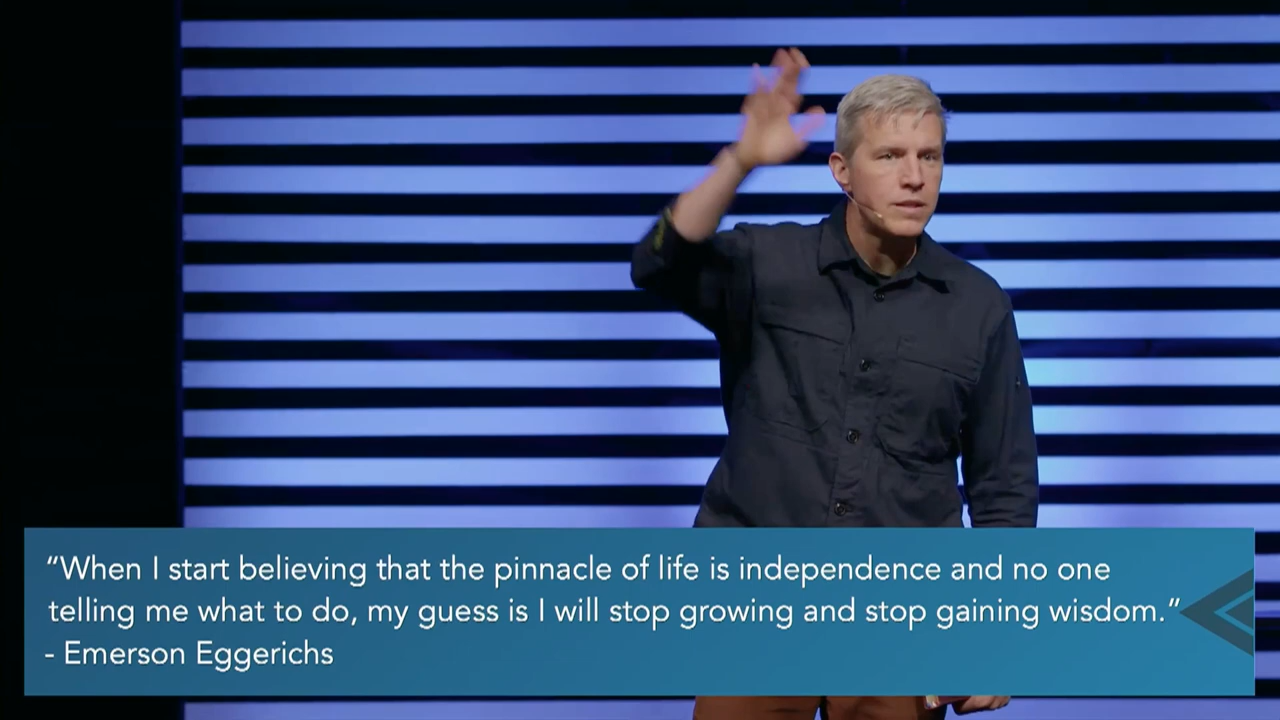 “When I start believing that the pinnacle of life is independence and no one
telling me what to do, my guess is I will stop growing and stop gaining wisdom.”
- Emerson Eggerichs